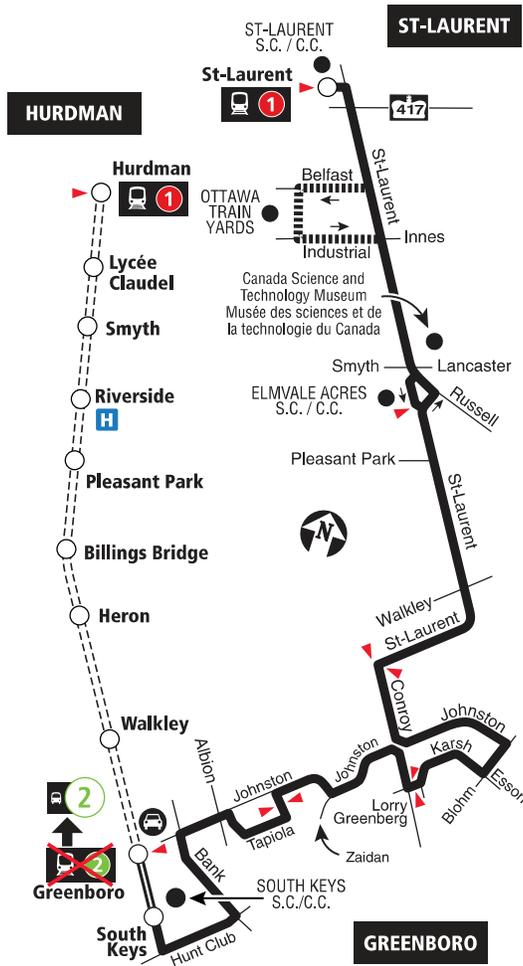 ST-LAURENT
S.C. / C.C.
ST-LAURENT
St-Laurent
1
417
HURDMAN
Hurdman
1
St-Laurent
Belfast
OTTAWA
TRAIN
YARDS
Innes
Industrial
Lycée
Claudel
Canada Science and
Technology Museum
Musée des sciences et de
la technologie du Canada
Smyth
Smyth
Lancaster
ELMVALE ACRES
S.C. / C.C.
Russell
Riverside
H
Pleasant Park
Pleasant Park
St-Laurent
N
Billings Bridge
Walkley
Heron
St-Laurent
Conroy
Walkley
Albion
Johnston
Johnston
Johnston
Karsh
Esson
Blohm
Lorry
Greenberg
Tapiola
Zaidan
2
2
Greenboro
Bank
SOUTH KEYS
S.C./C.C.
South
Keys
Hunt Club
GREENBORO